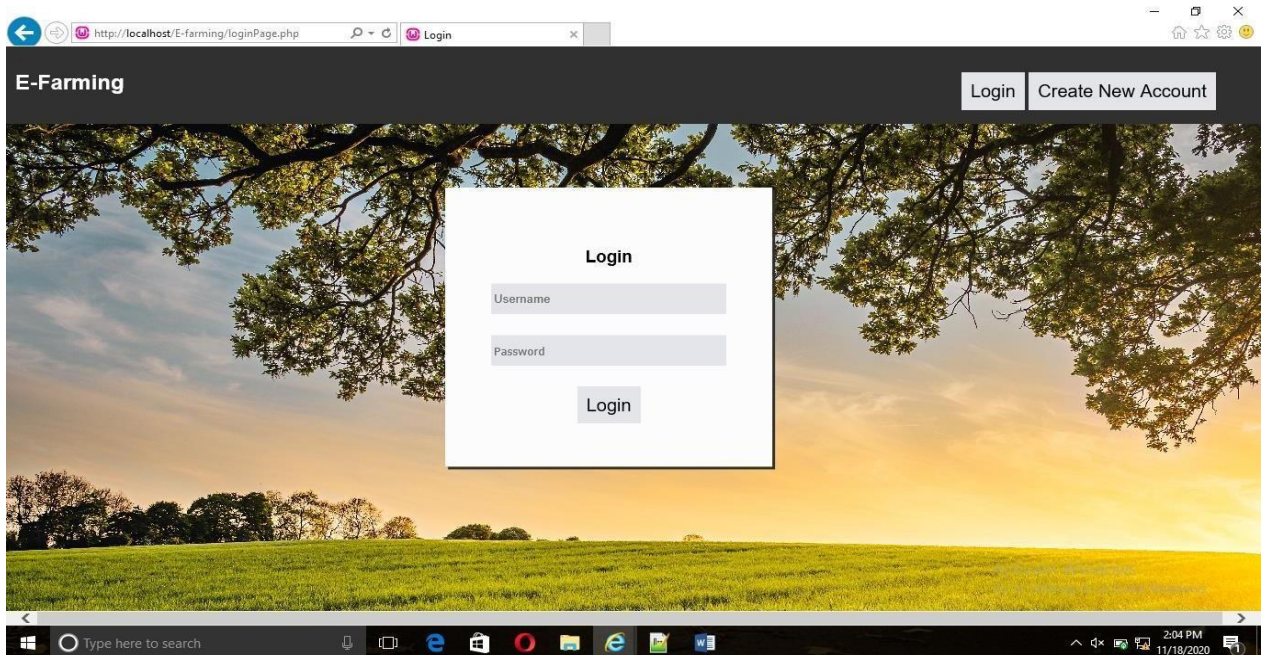 http://localhost/E-farming/loginPage.php
Login
E-Farming
Login
Create New Account
Login
Username
Password
Login
Type here to search
2:04 PM
11/18/2020